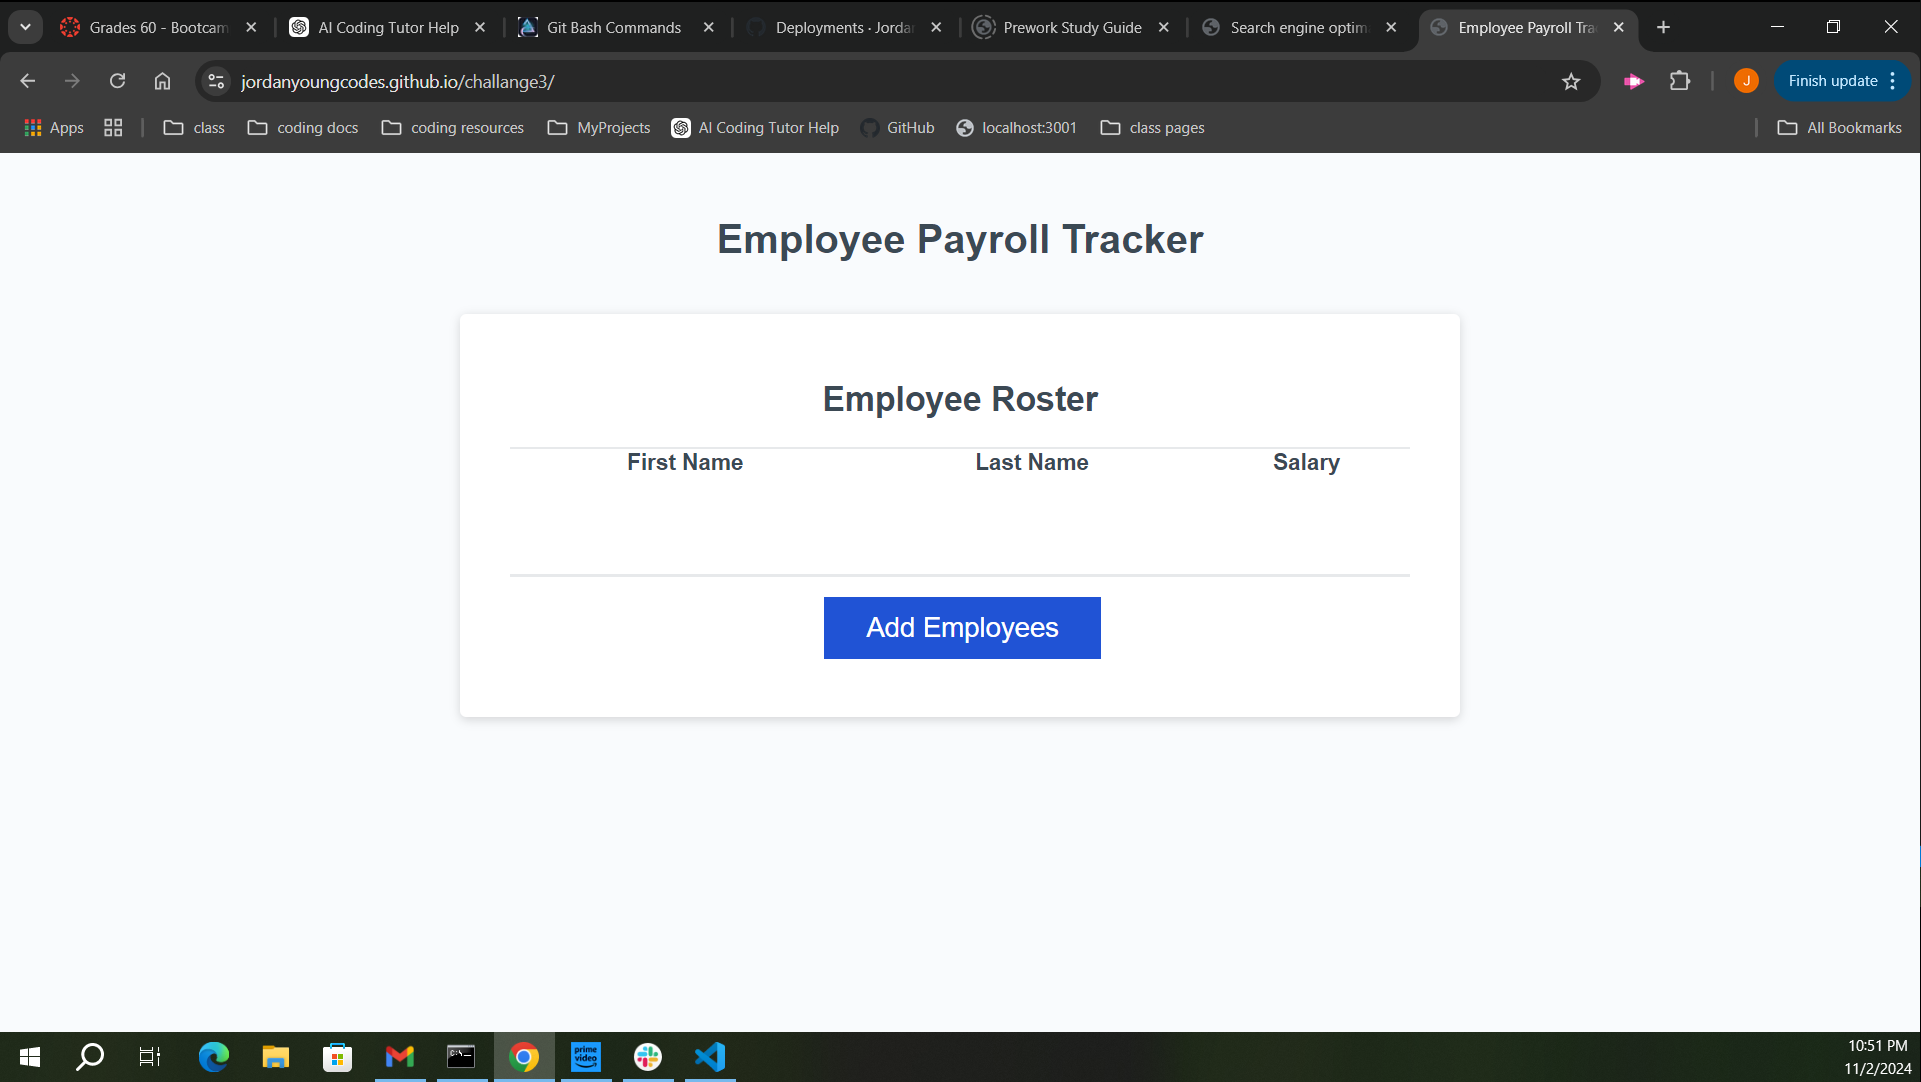 Grades 60 - Bootcam
AI Coding Tutor Help
Git Bash Commands
Deployments · Jordan
Prework Study Guide
Search engine optim
Employee Payroll Tra
jordanyoungcodes.github.io/challange3/
J
Finish update
Apps
class
coding docs
coding resources
MyProjects
AI Coding Tutor Help
GitHub
localhost:3001
class pages
All Bookmarks
Employee Payroll Tracker
Employee Roster
First Name Last Name Salary
Add Employees
prime
video
10:51 PM
11/2/2024